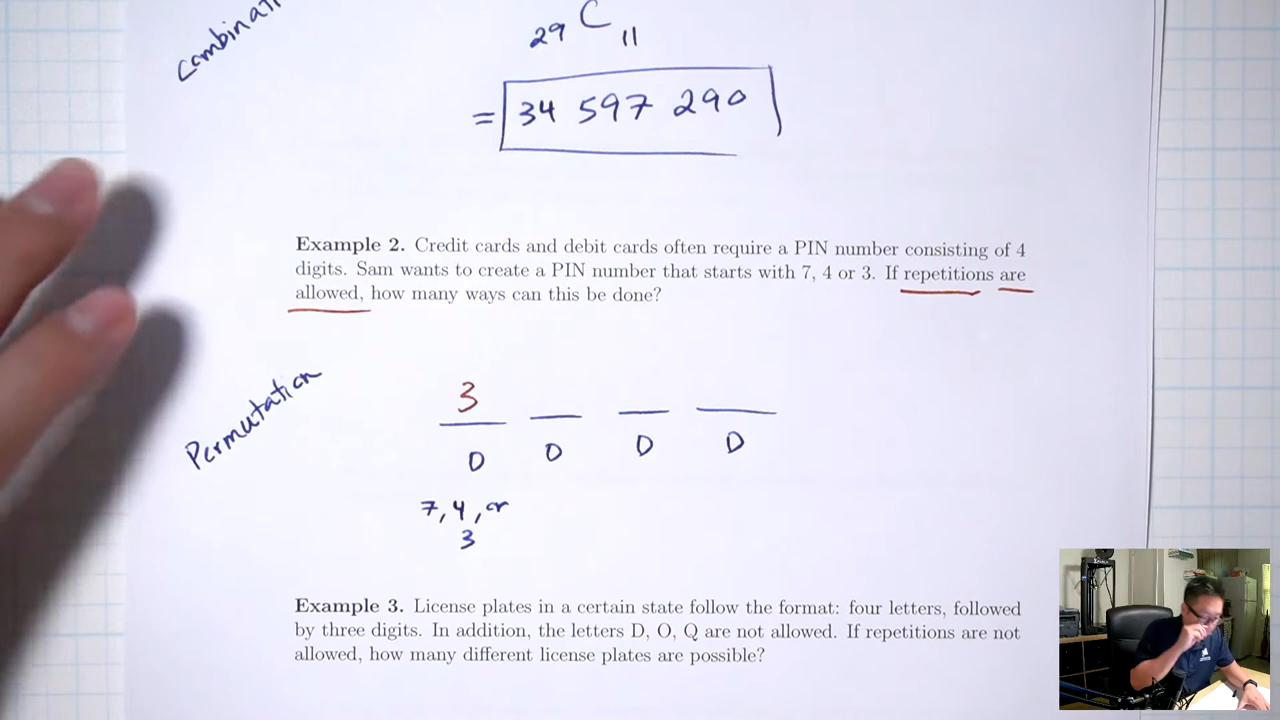 Combinati
29 C 11
= 34 597 290
Example 2. Credit cards and debit cards often require a PIN number consisting of 4
digits. Sam wants to create a PIN number that starts with 7, 4 or 3. If repetitions are
allowed, how many ways can this be done?
Permutation
3
D D D D
7, 4, or
3
Example 3. License plates in a certain state follow the format: four letters, followed
by three digits. In addition, the letters D, O, Q are not allowed. If repetitions are not
allowed, how many different license plates are possible?